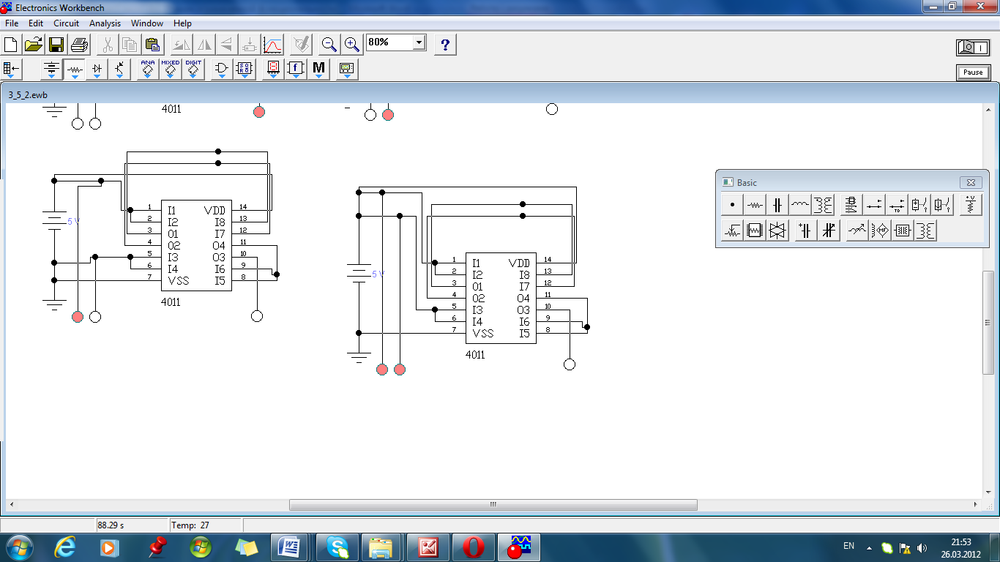 Electronics Workbench
File Edit Circuit Analysis Window Help
80%
?
ANA MIXED DIGIT
f M
Pause
3_5_2.ewb
4011
Basic
5 V
1 I1 VDD 14
2 I2 I8 13
3 O1 I7 12
4 O2 O4 11
5 I3 O3 10
6 I4 I6 9
7 VSS I5 8
4011
5 V
1 I1 VDD 14
2 I2 I8 13
3 O1 I7 12
4 O2 O4 11
5 I3 O3 10
6 I4 I6 9
7 VSS I5 8
4011
88.29 s Temp: 27
EN
21:53
26.03.2012